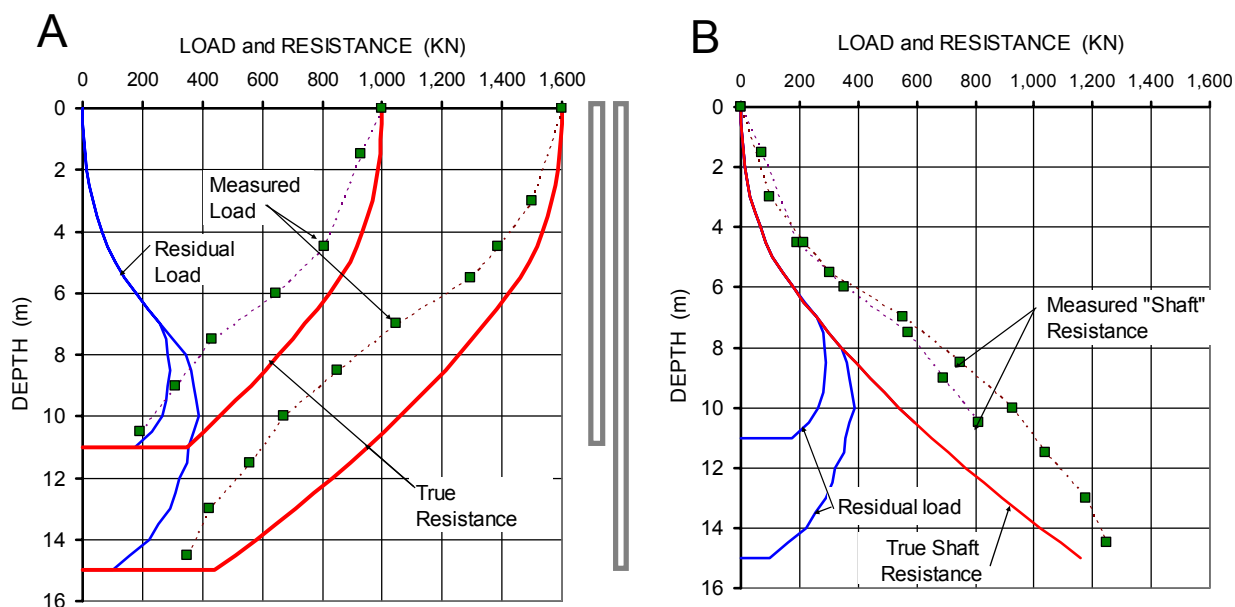 A
LOAD and RESISTANCE (KN)
0 200 400 600 800 1,000 1,200 1,400 1,600
0
2
4
6
8
10
12
14
16
DEPTH (m)
Measured
Load
Residual
Load
True
Resistance
B
LOAD and RESISTANCE (KN)
0 200 400 600 800 1,000 1,200 1,400 1,600
0
2
4
6
8
10
12
14
16
DEPTH (m)
Measured "Shaft"
Resistance
Residual load
True Shaft
Resistance